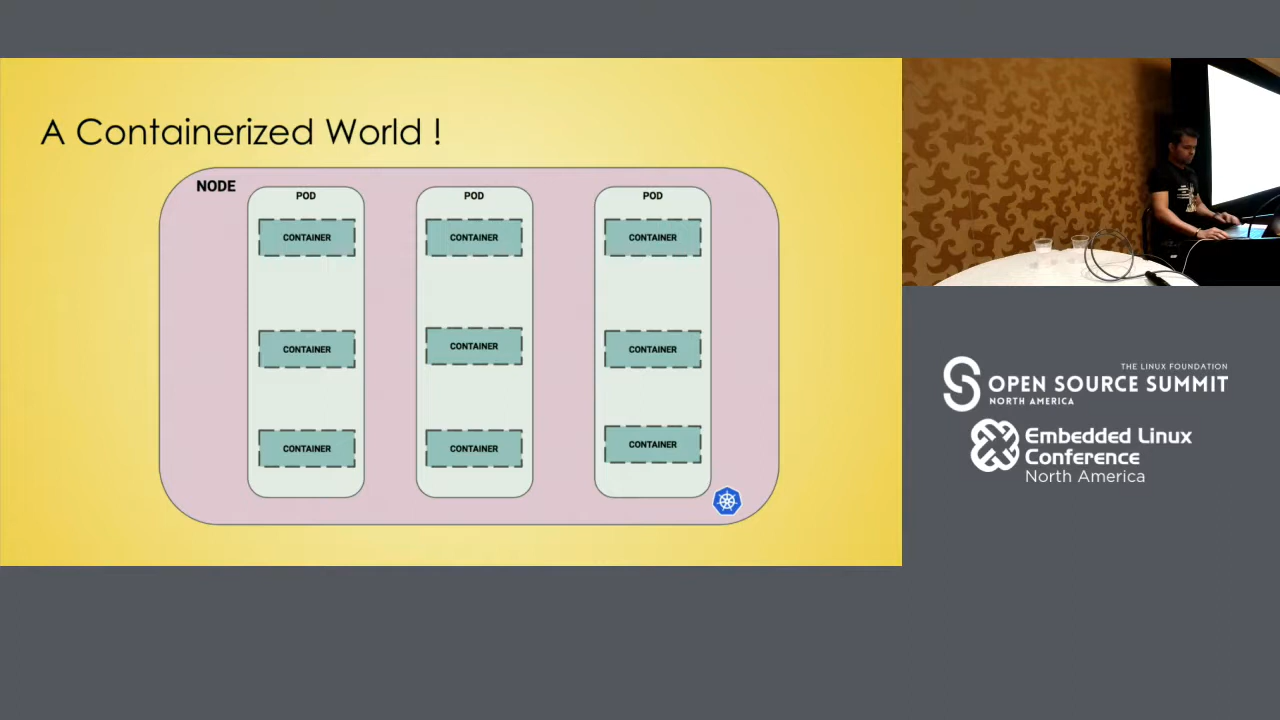 A Containerized World !
NODE
POD
CONTAINER
CONTAINER
CONTAINER
POD
CONTAINER
CONTAINER
CONTAINER
POD
CONTAINER
CONTAINER
CONTAINER
THE LINUX FOUNDATION
OPEN SOURCE SUMMIT
NORTH AMERICA
Embedded Linux
Conference
North America